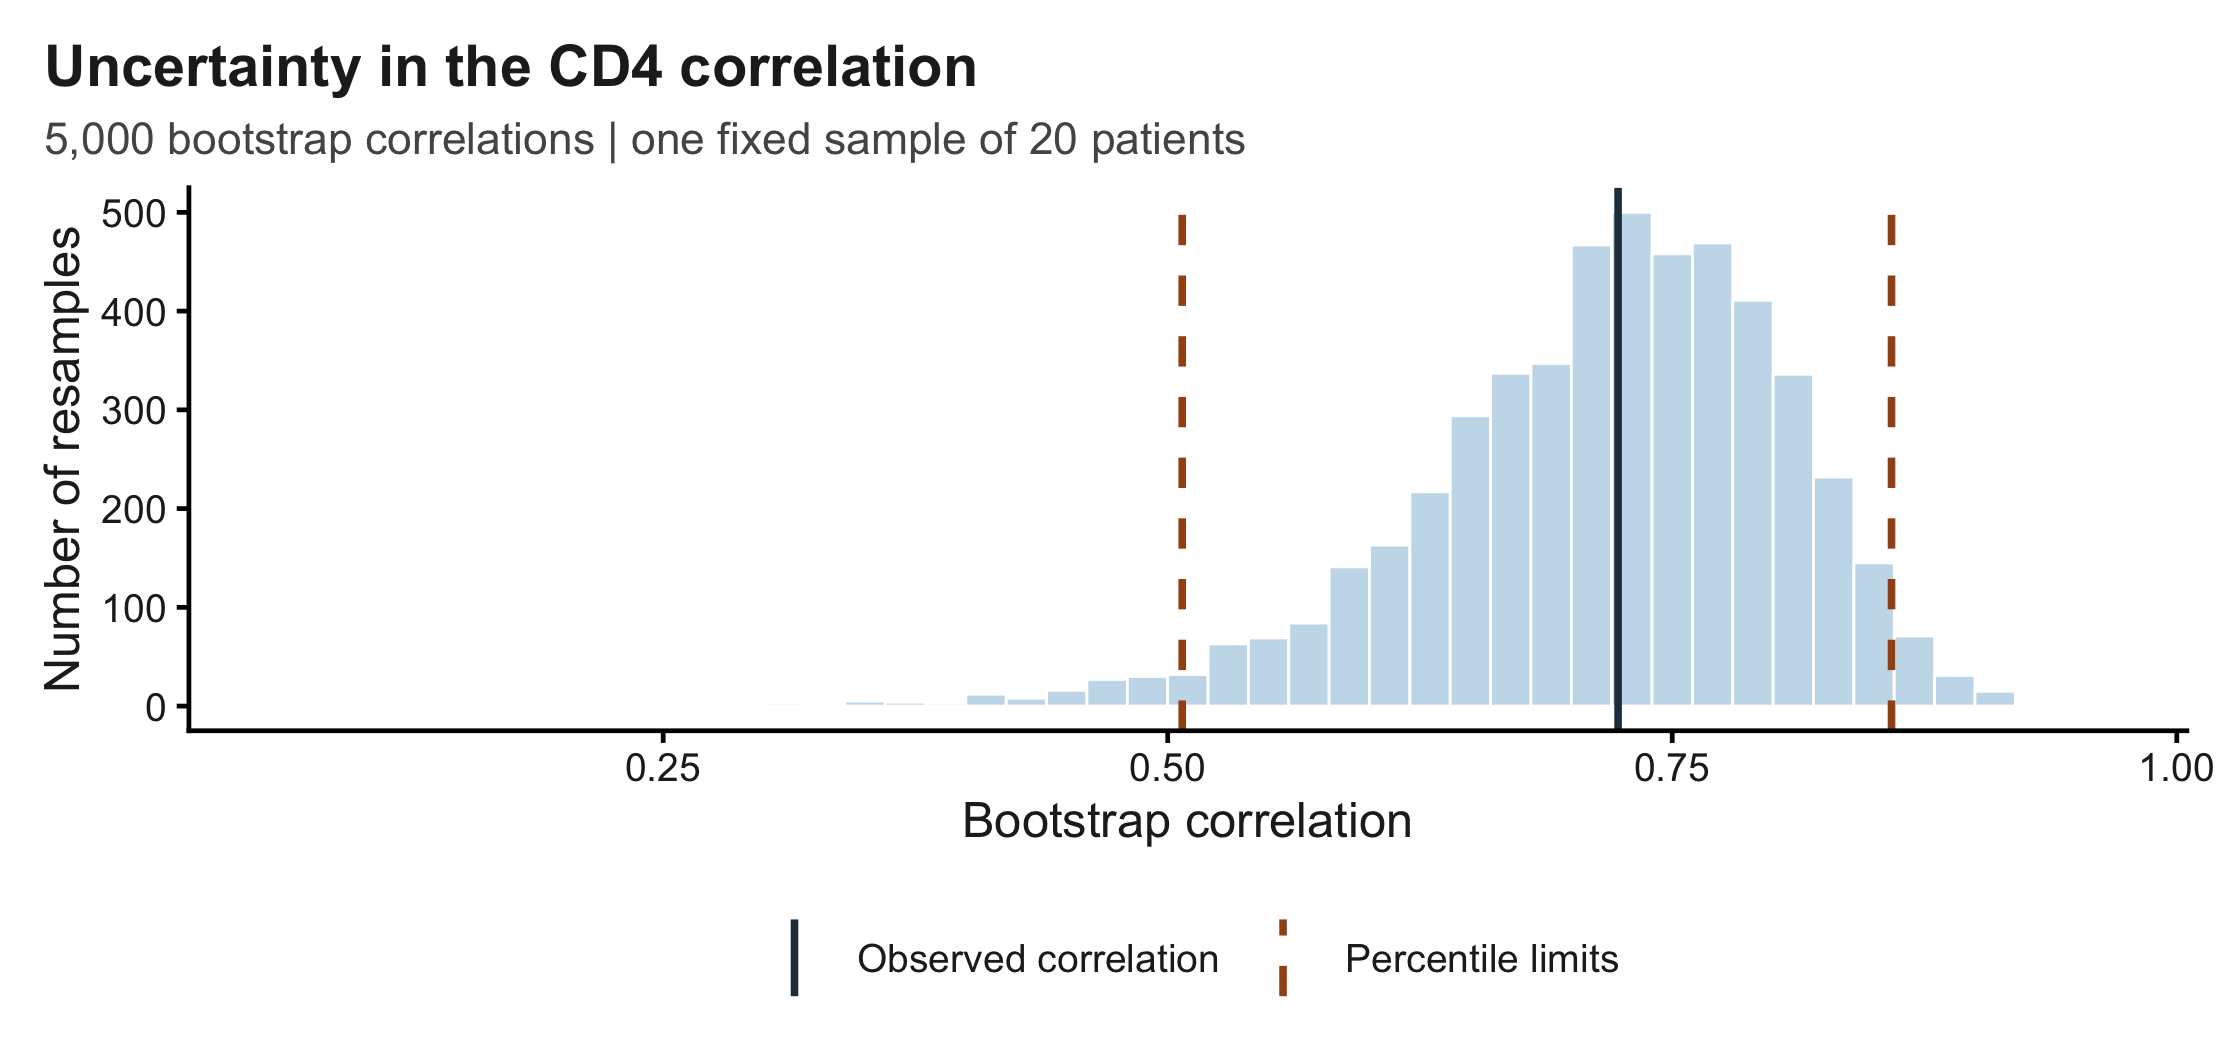 Uncertainty in the CD4 correlation
5,000 bootstrap correlations | one fixed sample of 20 patients
Number of resamples
500
400
300
200
100
0
0.25 0.50 0.75 1.00
Bootstrap correlation
Observed correlation Percentile limits